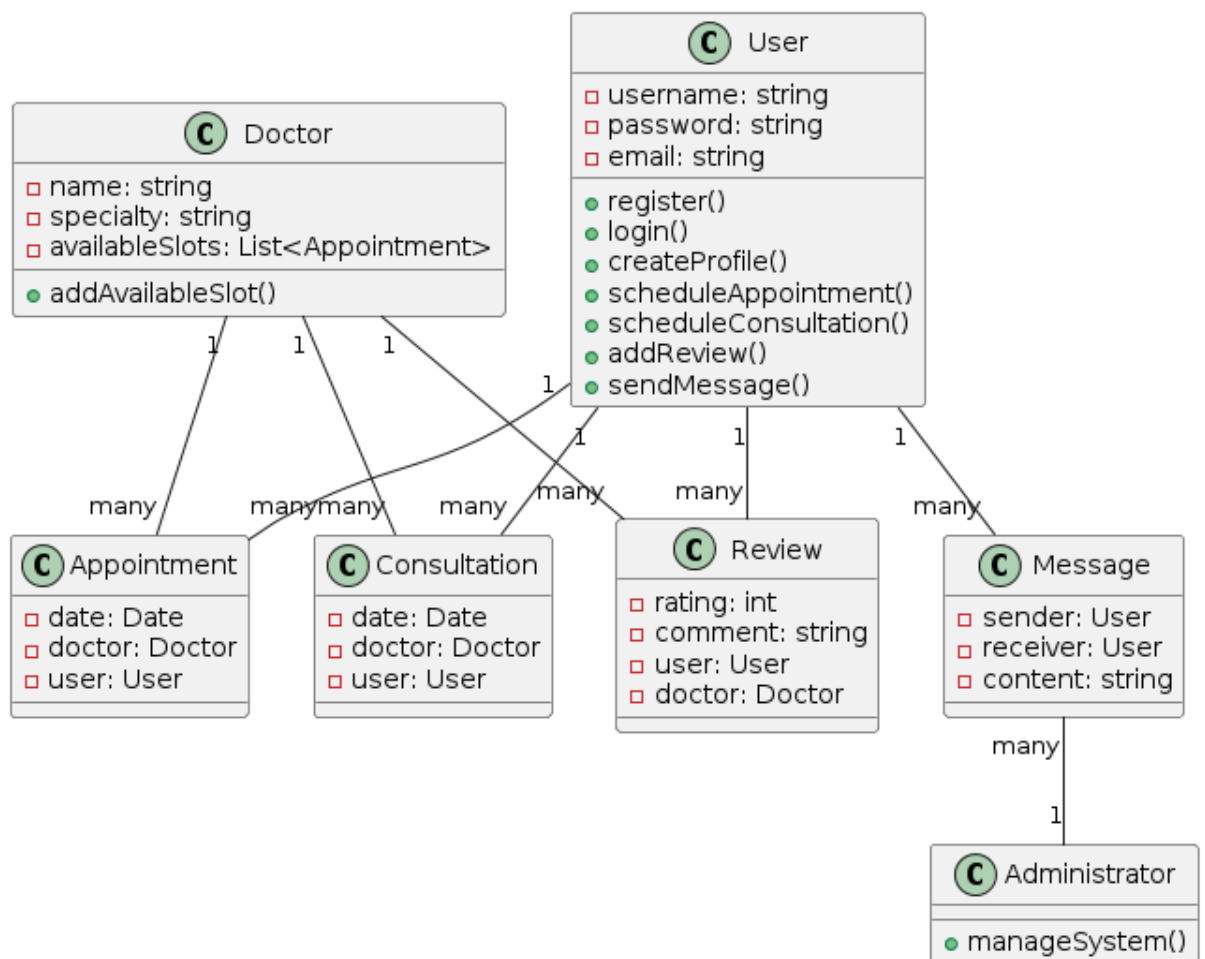 C User
username: string
password: string
email: string
register()
login()
createProfile()
scheduleAppointment()
scheduleConsultation()
addReview()
sendMessage()
C Doctor
name: string
specialty: string
availableSlots: List<Appointment>
addAvailableSlot()
1
1
1
1
1
1
1
many
many
many
many
many
many
many
C Appointment
date: Date
doctor: Doctor
user: User
C Consultation
date: Date
doctor: Doctor
user: User
C Review
rating: int
comment: string
user: User
doctor: Doctor
C Message
sender: User
receiver: User
content: string
many
1
C Administrator
manageSystem()